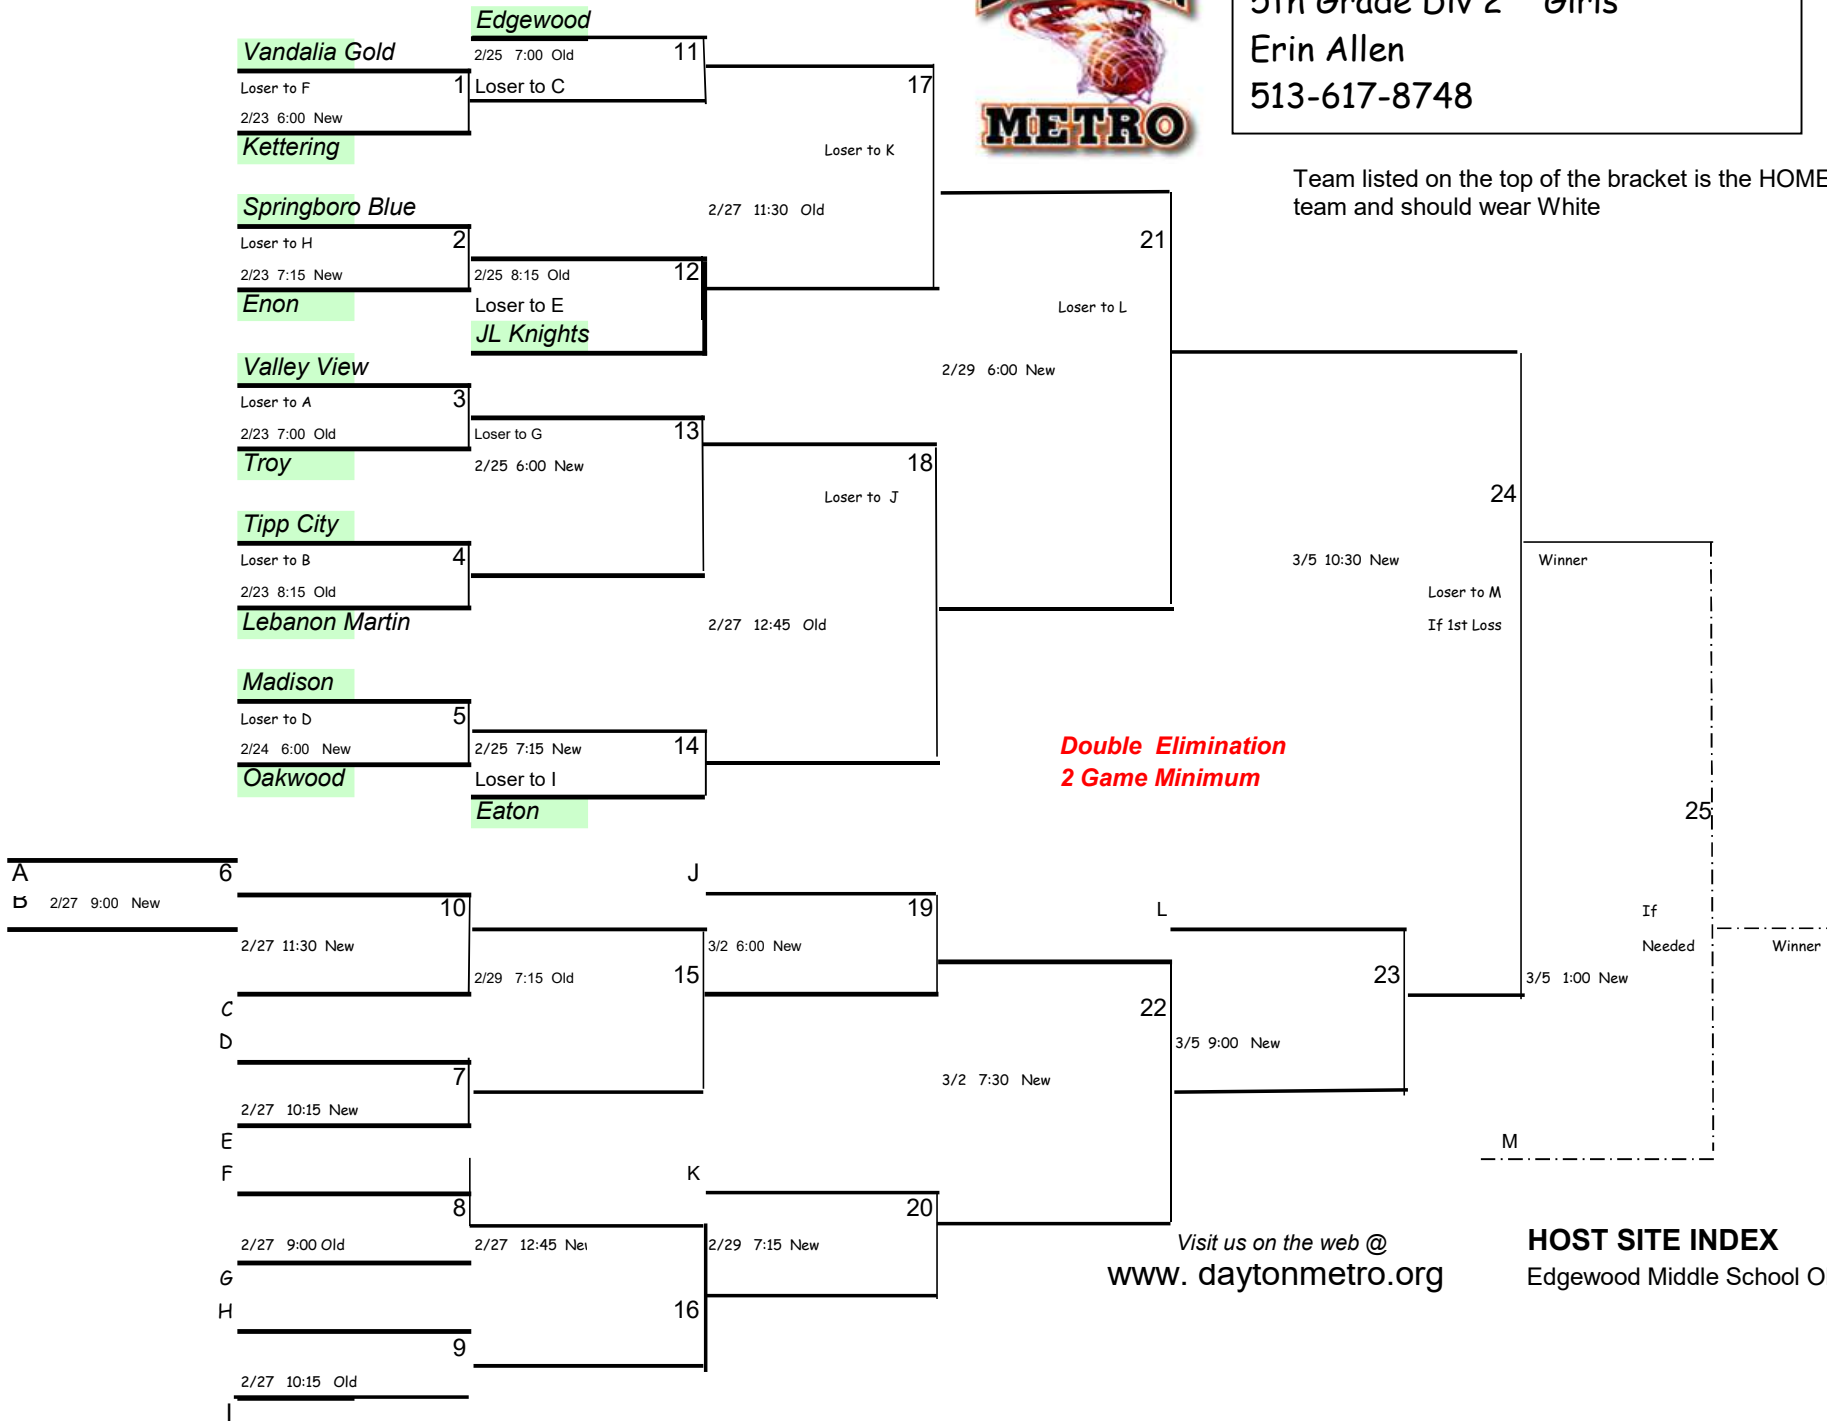 5th Grade Div 2 Girls
Erin Allen
513-617-8748
METRO
Team listed on the top of the bracket is the HOME
team and should wear White
Edgewood
2/25 7:00 Old
11
Loser to C
Vandalia Gold
Loser to F
1
2/23 6:00 New
Kettering
17
Loser to K
2/27 11:30 Old
Springboro Blue
Loser to H
2
2/23 7:15 New
Enon
2/25 8:15 Old
12
Loser to E
JL Knights
21
Loser to L
2/29 6:00 New
Valley View
Loser to A
3
2/23 7:00 Old
Troy
Loser to G
13
2/25 6:00 New
18
Loser to J
2/27 12:45 Old
Tipp City
Loser to B
4
2/23 8:15 Old
Lebanon Martin
24
3/5 10:30 New
Winner
Loser to M
If 1st Loss
Madison
Loser to D
5
2/24 6:00 New
Oakwood
2/25 7:15 New
14
Loser to I
Eaton
Double Elimination
2 Game Minimum
25
A
6
B 2/27 9:00 New
10
2/27 11:30 New
C
D
7
2/27 10:15 New
E
F
8
2/27 9:00 Old
G
H
9
2/27 10:15 Old
I
2/29 7:15 Old
15
2/27 12:45 New
16
J
19
3/2 6:00 New
K
20
2/29 7:15 New
22
3/2 7:30 New
L
23
3/5 9:00 New
If
Needed
Winner
3/5 1:00 New
M
Visit us on the web @
www. daytonmetro.org
HOST SITE INDEX
Edgewood Middle School O